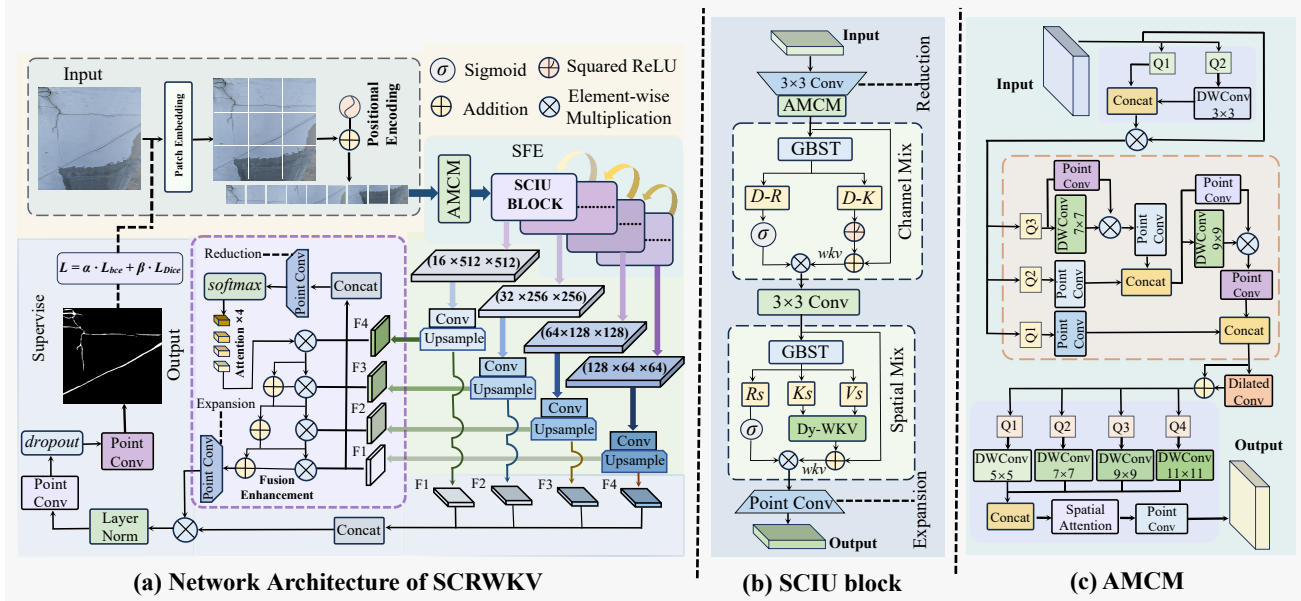 Input
Patch Embedding
Positional
Encoding
σ Sigmoid
Squared ReLU
Addition
Element-wise
Multiplication
SFE
AMCM
SCIU
BLOCK
..........
..........
..........
......
(16 ×512 ×512)
(32 ×256 ×256)
(64×128 ×128)
(128 ×64 ×64)
Conv
Upsample
Conv
Upsample
Conv
Upsample
Conv
Upsample
L = α · Lbce + β · LDice
Supervise
Output
dropout
Point
Conv
Point
Conv
Layer
Norm
Reduction
Point Conv
Concat
softmax
Attention ×4
F4
F3
F2
F1
Expansion
Point Conv
Fusion
Enhancement
F1
F2
F3
F4
Concat
(a) Network Architecture of SCRWKV
Input
3×3 Conv
Reduction
AMCM
GBST
D-R
D-K
σ
wkv
Channel Mix
3×3 Conv
GBST
Rs
Ks
Vs
σ
Dy-WKV
wkv
Spatial Mix
Point Conv
Expansion
Output
(b) SCIU block
Input
Q1
Q2
Concat
DWConv
3×3
Point
Conv
Q3
DWConv
7×7
Point
Conv
Point
Conv
DWConv
9×9
Q2
Point
Conv
Concat
Point
Conv
Q1
Point
Conv
Concat
Dilated
Conv
Q1
Q2
Q3
Q4
DWConv
5×5
DWConv
7×7
DWConv
9×9
DWConv
11×11
Output
Concat
Spatial
Attention
Point
Conv
(c) AMCM